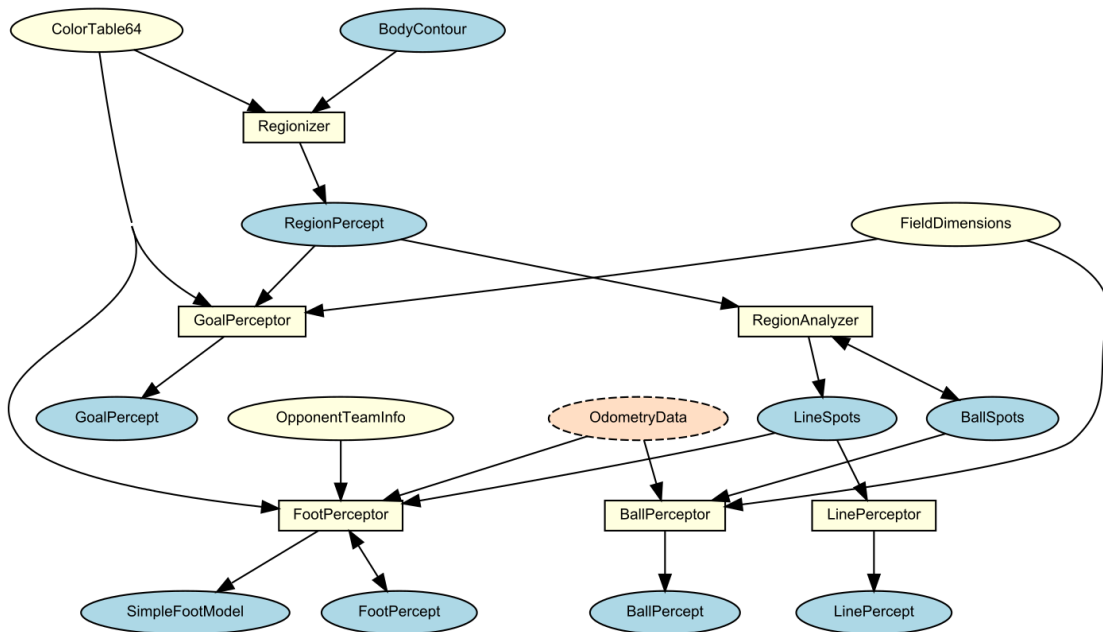 ColorTable64
BodyContour
Regionizer
RegionPercept
FieldDimensions
GoalPerceptor
RegionAnalyzer
GoalPercept
OpponentTeamInfo
OdometryData
LineSpots
BallSpots
FootPerceptor
BallPerceptor
LinePerceptor
SimpleFootModel
FootPercept
BallPercept
LinePercept